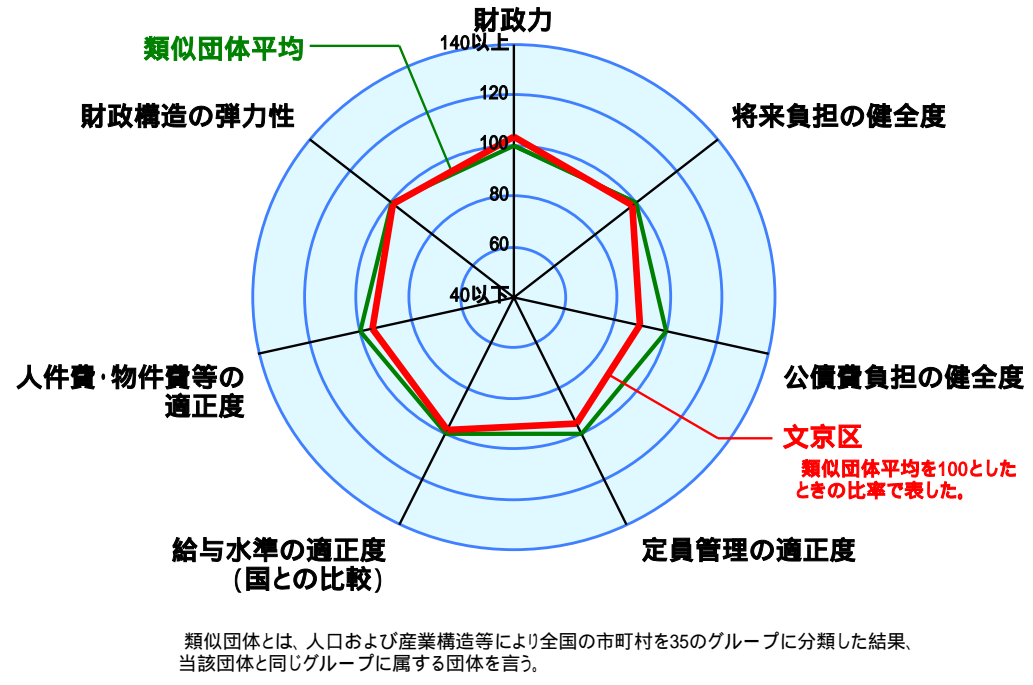 財政力
140以上
類似団体平均
120
財政構造の弾力性
将来負担の健全度
100
80
60
40以下
人件費・物件費等の
適正度
公債費負担の健全度
文京区
類似団体平均を100とした
ときの比率で表した。
給与水準の適正度
(国との比較)
定員管理の適正度
類似団体とは、人口および産業構造等により全国の市町村を35のグループに分類した結果、
当該団体と同じグループに属する団体を言う。